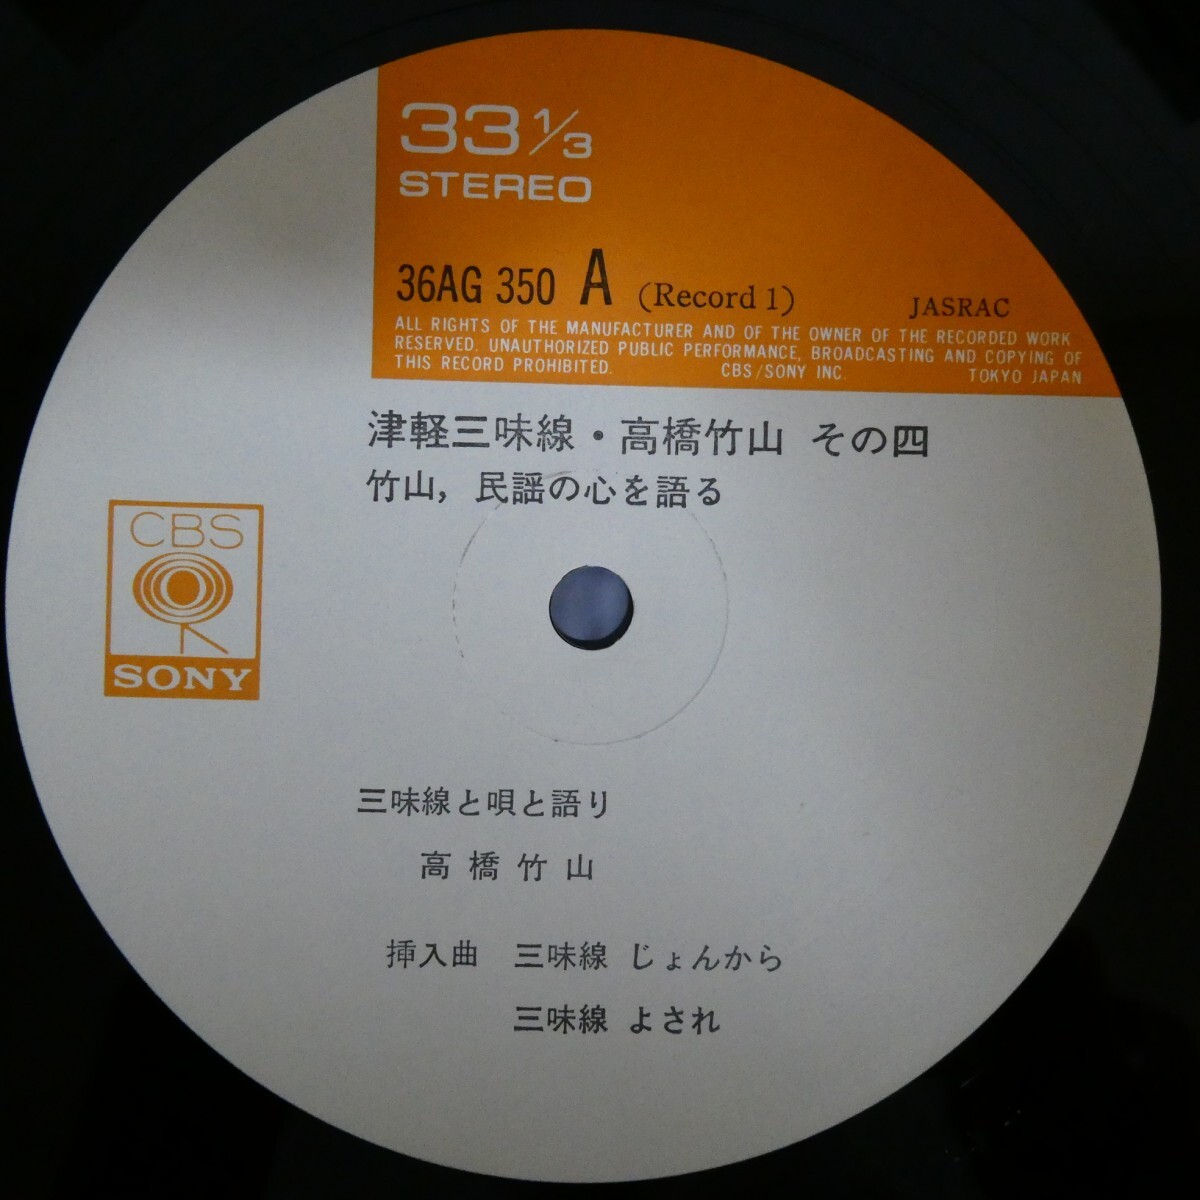 33 1/3
STEREO
36AG 350 A (Record 1) JASRAC
ALL RIGHTS OF THE MANUFACTURER AND OF THE OWNER OF THE RECORDED WORK
RESERVED. UNAUTHORIZED PUBLIC PERFORMANCE, BROADCASTING AND COPYING OF
THIS RECORD PROHIBITED. CBS/SONY INC. TOKYO JAPAN
津軽三味線・高橋竹山 その四
竹山，民謡の心を語る
CBS
SONY
三味線と唄と語り
高橋竹山
挿入曲 三味線 じょんから
三味線 よされ